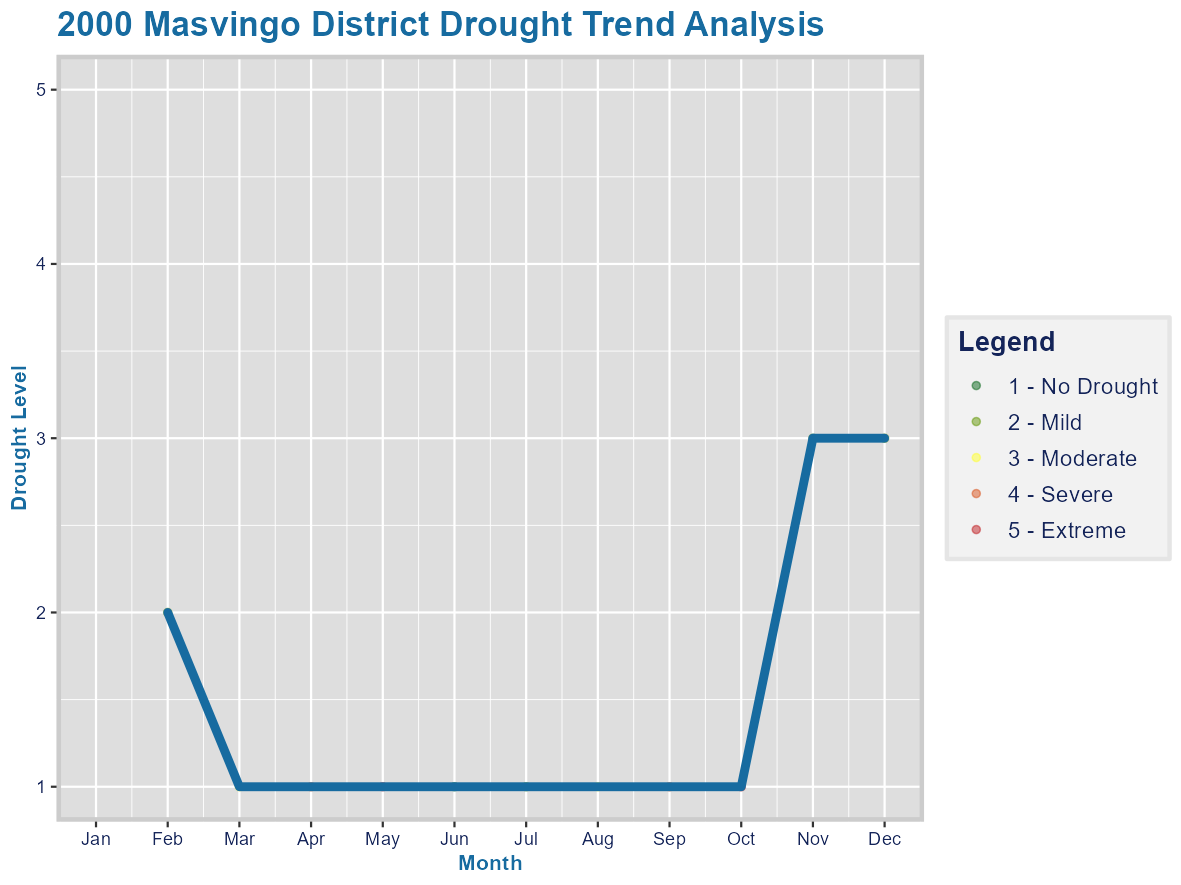 2000 Masvingo District Drought Trend Analysis
5
4
3
2
1
Drought Level
Jan Feb Mar Apr May Jun Jul Aug Sep Oct Nov Dec
Month
Legend
1 - No Drought
2 - Mild
3 - Moderate
4 - Severe
5 - Extreme